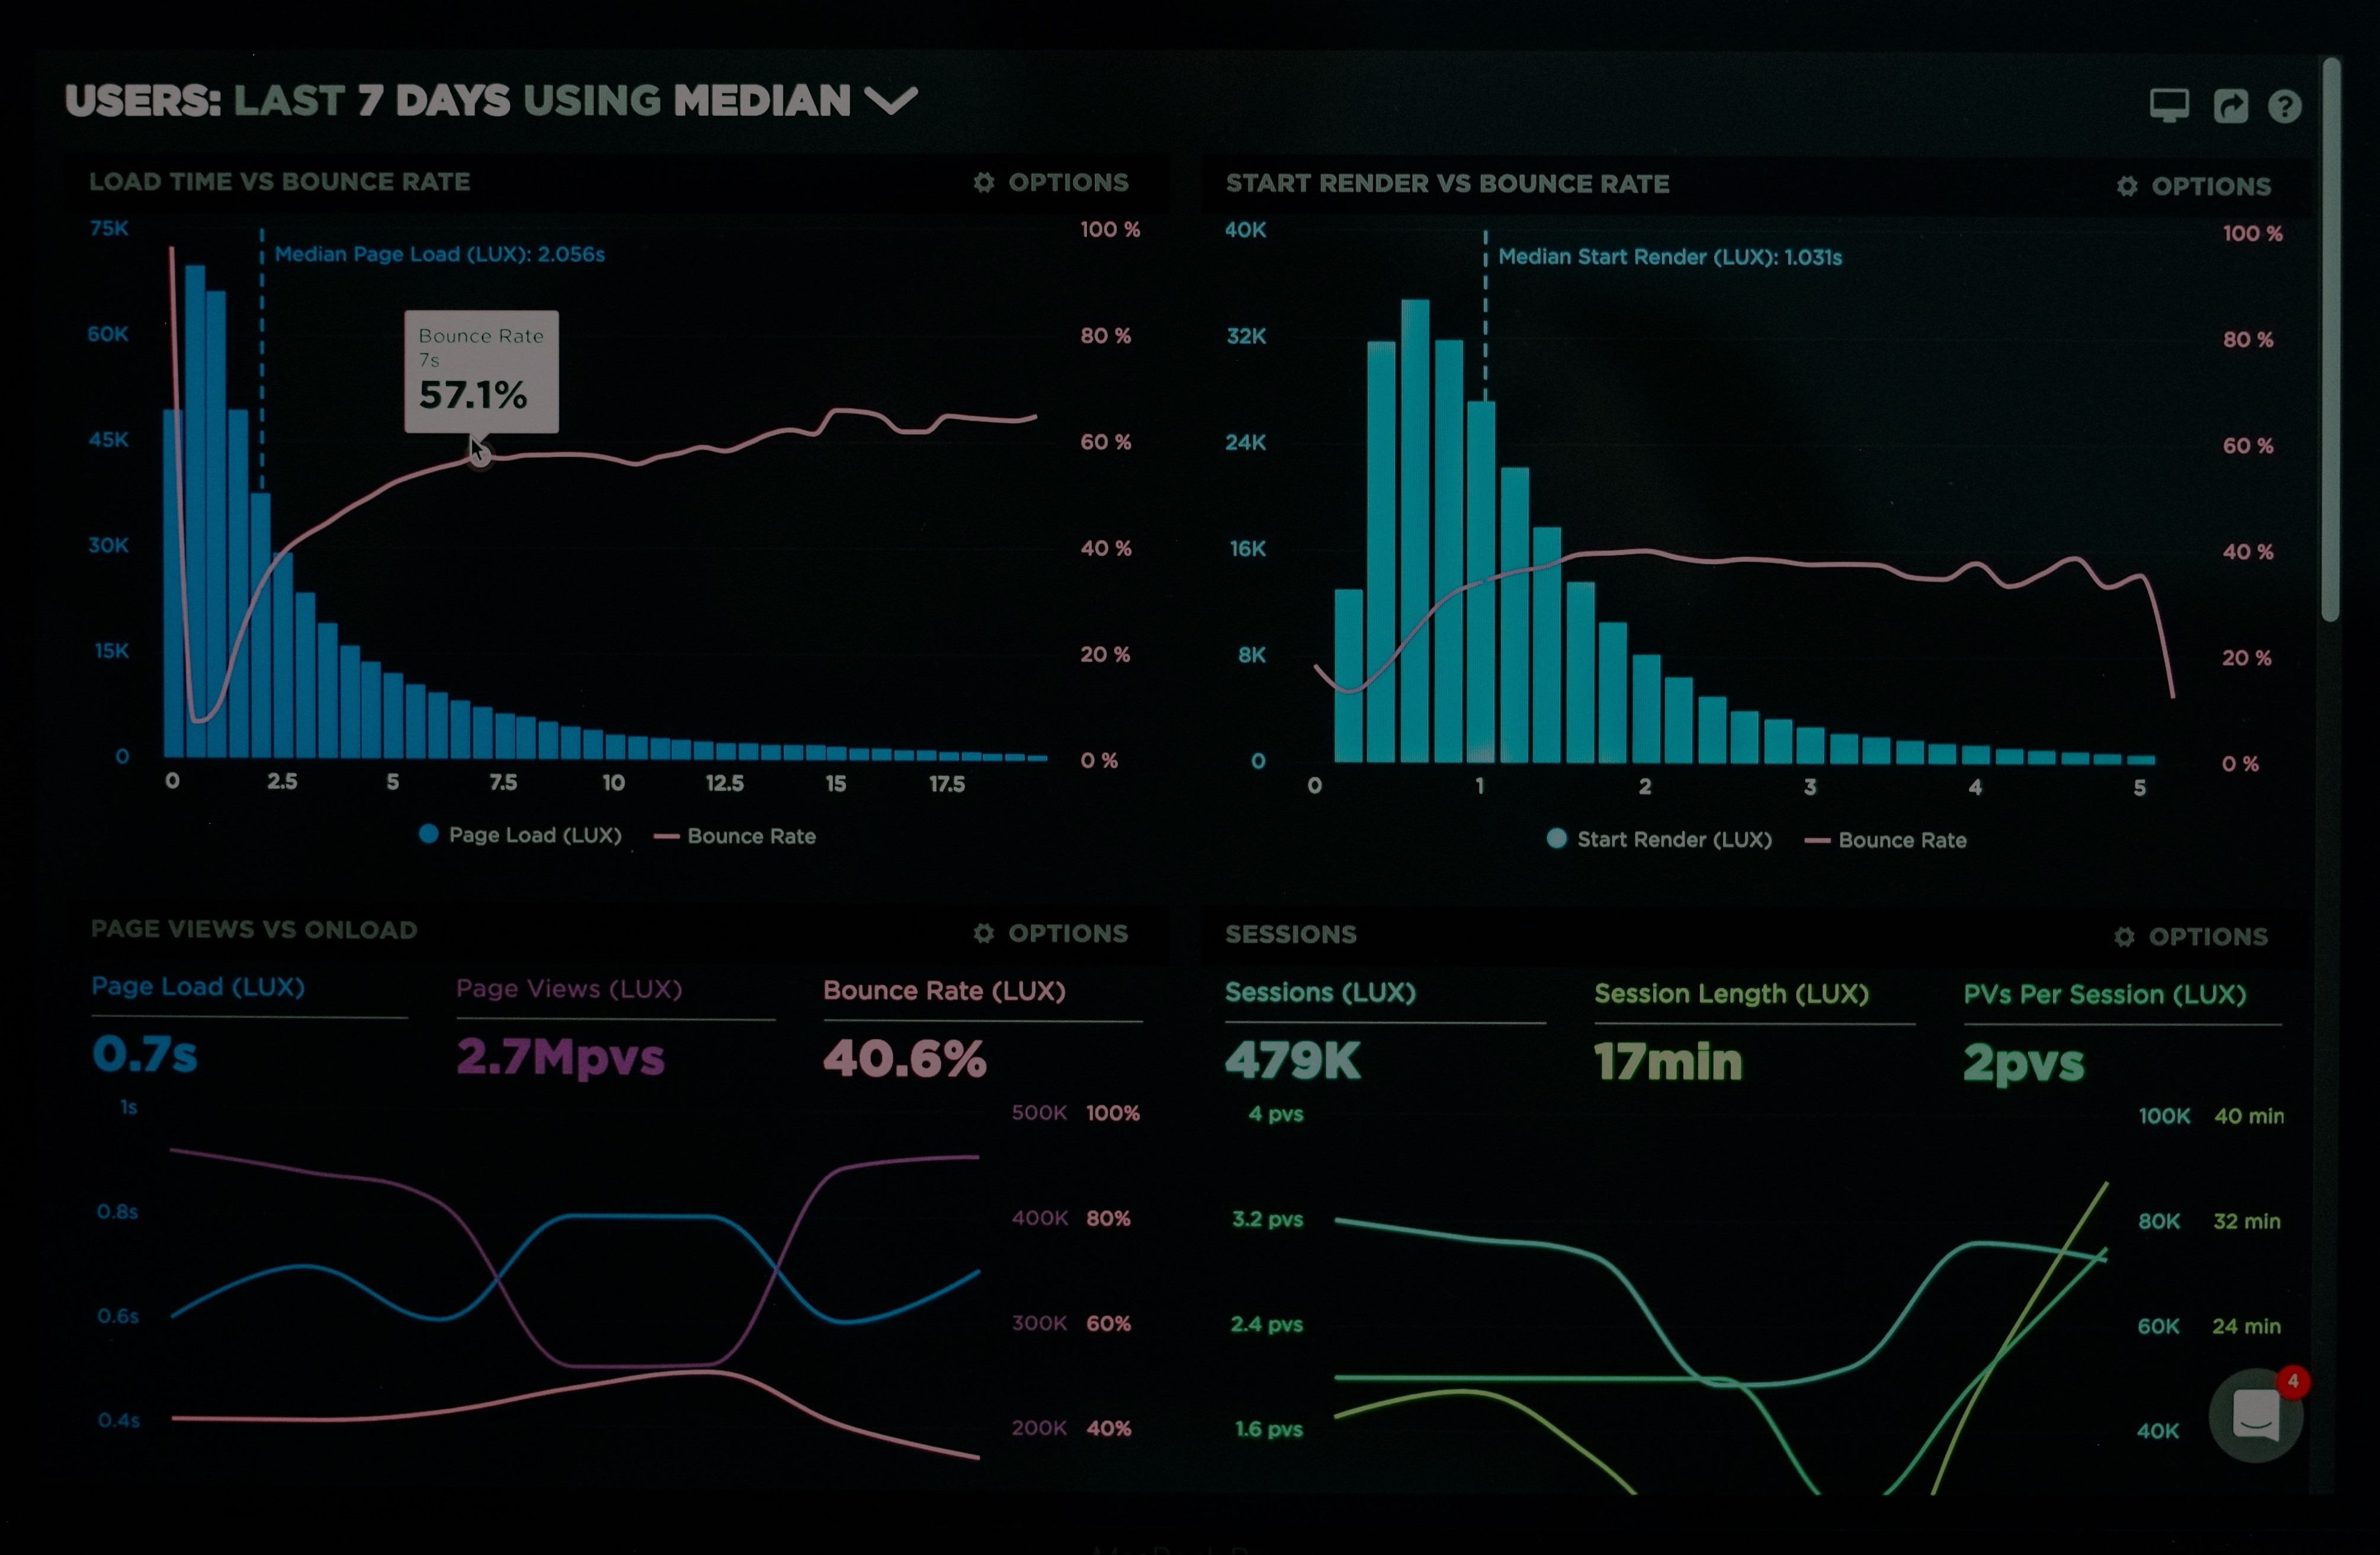 USERS: LAST 7 DAYS USING MEDIAN
LOAD TIME VS BOUNCE RATE
OPTIONS
75K
60K
45K
30K
15K
0
Median Page Load (LUX): 2.056s
Bounce Rate
7s
57.1%
100 %
80 %
60 %
40 %
20 %
0 %
0 2.5 5 7.5 10 12.5 15 17.5
Page Load (LUX) Bounce Rate
START RENDER VS BOUNCE RATE
OPTIONS
40K
32K
24K
16K
8K
0
Median Start Render (LUX): 1.031s
100 %
80 %
60 %
40 %
20 %
0 %
0 1 2 3 4 5
Start Render (LUX) Bounce Rate
PAGE VIEWS VS ONLOAD
OPTIONS
Page Load (LUX) Page Views (LUX) Bounce Rate (LUX)
0.7s 2.7Mpvs 40.6%
1s
0.8s
0.6s
0.4s
500K 100%
400K 80%
300K 60%
200K 40%
SESSIONS
OPTIONS
Sessions (LUX) Session Length (LUX) PVs Per Session (LUX)
479K 17min 2pvs
4 pvs
3.2 pvs
2.4 pvs
1.6 pvs
100K 40 min
80K 32 min
60K 24 min
40K
4